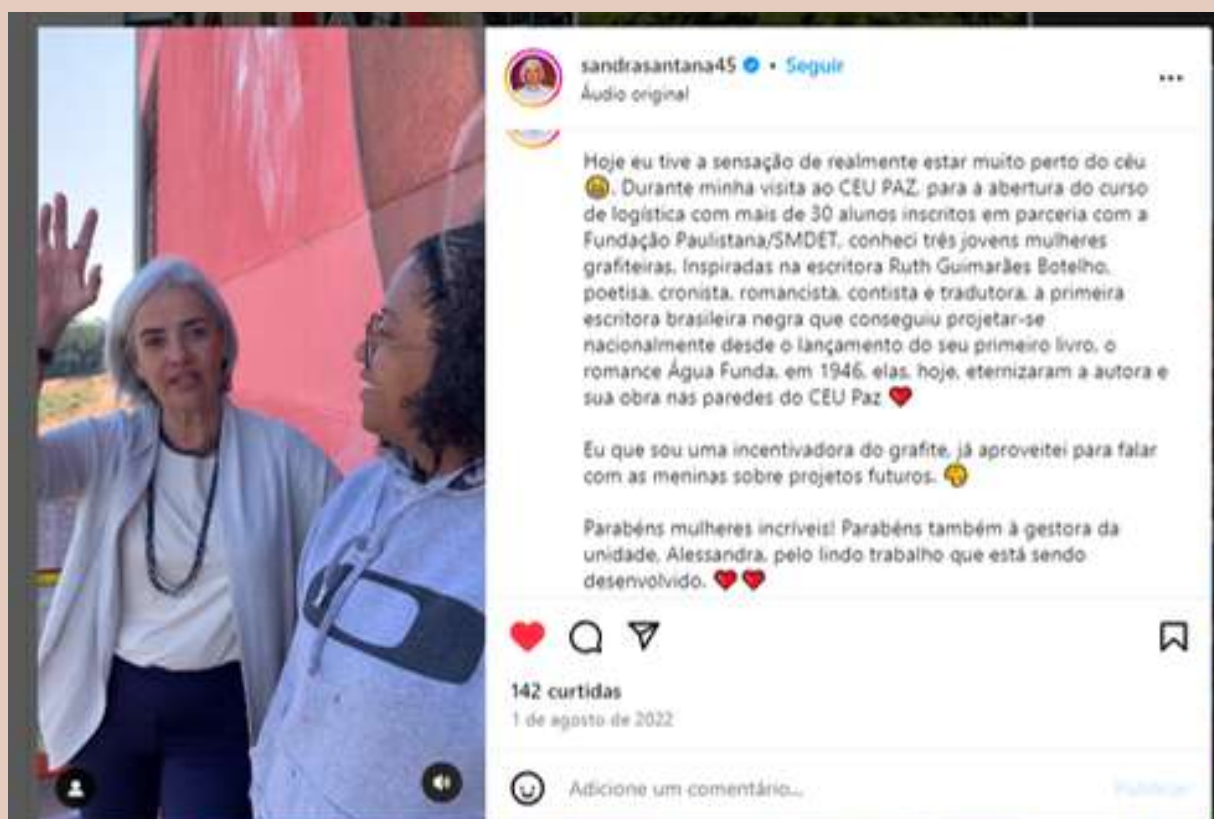 sandrasantana45 • Seguir
Áudio original
Hoje eu tive a sensação de realmente estar muito perto do céu
. Durante minha visita ao CEU PAZ, para a abertura do curso
de logística com mais de 30 alunos inscritos em parceria com a
Fundação Paulistana/SMDET, conheci três jovens mulheres
grafiteiras. Inspiradas na escritora Ruth Guimarães Botelho,
poetisa, cronista, romancista, contista e tradutora, a primeira
escritora brasileira negra que conseguiu projetar-se
nacionalmente desde o lançamento do seu primeiro livro, o
romance Água Funda, em 1946, elas, hoje, eternizaram a autora e
sua obra nas paredes do CEU Paz ❤️
Eu que sou uma incentivadora do grafite, já aproveitei para falar
com as meninas sobre projetos futuros.
Parabéns mulheres incríveis! Parabéns também à gestora da
unidade, Alessandra, pelo lindo trabalho que está sendo
desenvolvido. ❤️❤️
142 curtidas
1 de agosto de 2022
Adicione um comentário...
Publicar